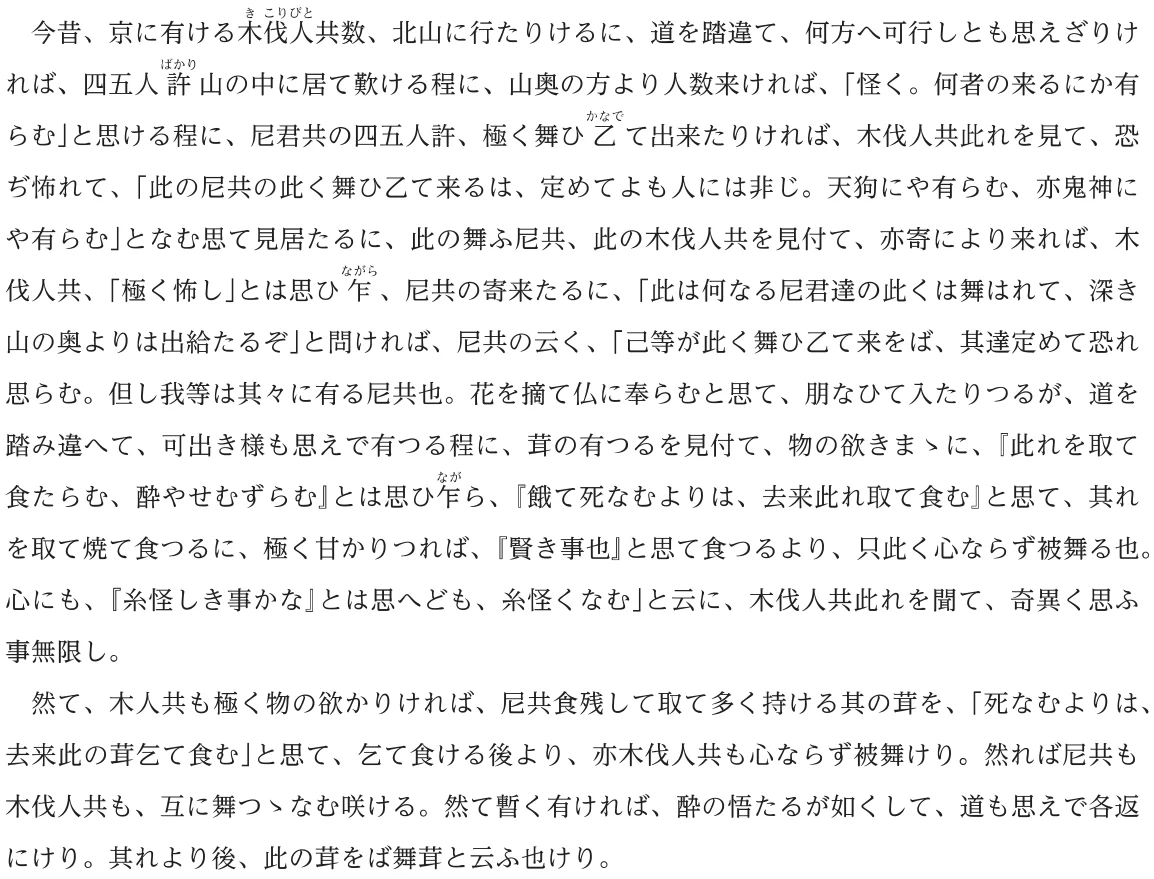 今昔、京に有ける木伐人共数、北山に行たりけるに、道を踏違て、何方へ可行しとも思えざりけ
れば、四五人許山の中に居て歎ける程に、山奥の方より人数来ければ、「怪く。何者の来るにか有
らむ」と思ける程に、尼君共の四五人許、極く舞ひ乙て出来たりければ、木伐人共此れを見て、恐
ぢ怖れて、「此の尼共の此く舞ひ乙て来るは、定めてよも人には非じ。天狗にや有らむ、亦鬼神に
や有らむ」となむ思て見居たるに、此の舞ふ尼共、此の木伐人共を見付て、亦寄により来れば、木
伐人共、「極く怖し」とは思ひ乍、尼共の寄来たるに、「此は何なる尼君達の此くは舞はれて、深き
山の奥よりは出給たるぞ」と問ければ、尼共の云く、「己等が此く舞ひ乙て来をば、其達定めて恐れ
思らむ。但し我等は其々に有る尼共也。花を摘て仏に奉らむと思て、朋なひて入たりつるが、道を
踏み違へて、可出き様も思えで有つる程に、茸の有つるを見付て、物の欲きまゝに、『此れを取て
食たらむ、酔やせむずらむ』とは思ひ乍ら、『餓て死なむよりは、去来此れ取て食む』と思て、其れ
を取て焼て食つるに、極く甘かりつれば、『賢き事也』と思て食つるより、只此く心ならず被舞る也。
心にも、『糸怪しき事かな』とは思へども、糸怪くなむ」と云に、木伐人共此れを聞て、奇異く思ふ
事無限し。
然て、木人共も極く物の欲かりければ、尼共食残して取て多く持ける其の茸を、「死なむよりは、
去来此の茸乞て食む」と思て、乞て食ける後より、亦木伐人共も心ならず被舞けり。然れば尼共も
木伐人共も、互に舞つゝなむ咲ける。然て暫く有ければ、酔の悟たるが如くして、道も思えで各返
にけり。其れより後、此の茸をば舞茸と云ふ也けり。